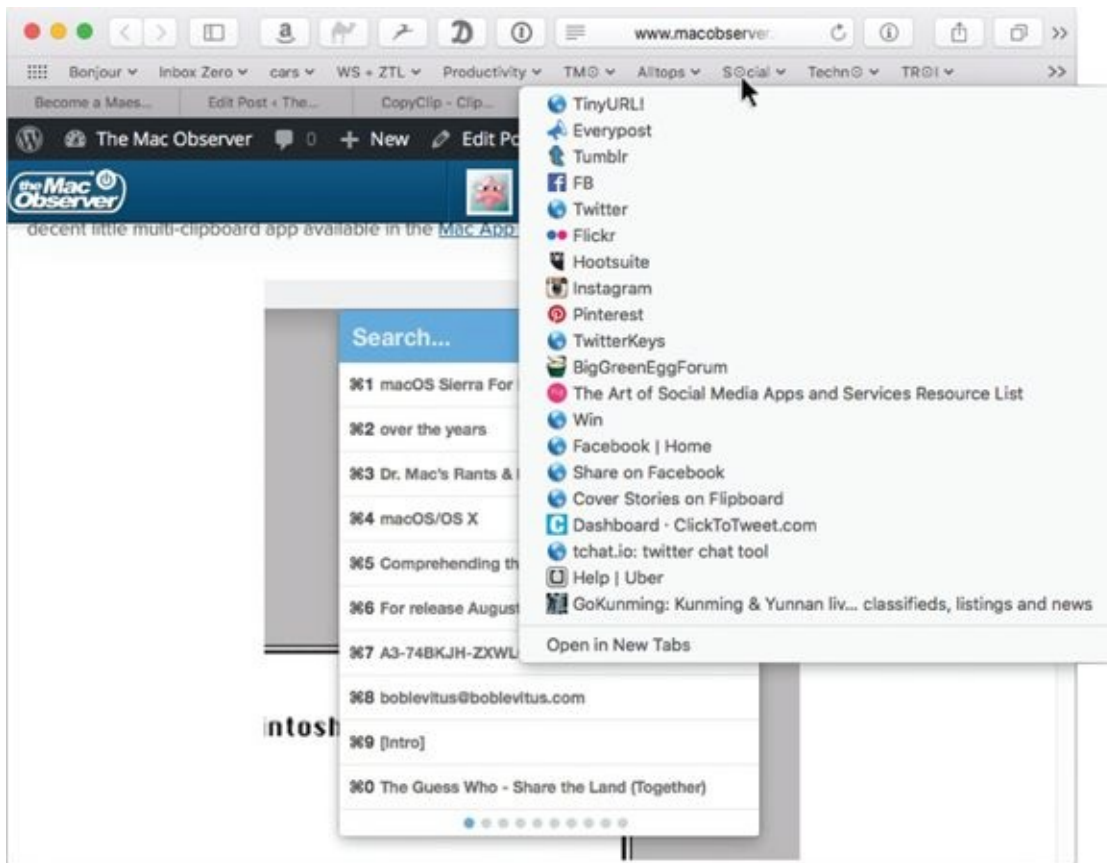 www.macobserver.
Bonjour Inbox Zero cars WS + ZTL Productivity TM☺ Alltops S☺cial Techn☺ TR☺I
Become a Maes... Edit Post ‹ The... CopyClip - Clip...
The Mac Observer 0 + New Edit Po
the Mac
Observer
decent little multi-clipboard app available in the Mac App
TinyURL!
Everypost
Tumblr
FB
Twitter
Flickr
Hootsuite
Instagram
Pinterest
TwitterKeys
BigGreenEggForum
The Art of Social Media Apps and Services Resource List
Win
Facebook | Home
Share on Facebook
Cover Stories on Flipboard
Dashboard · ClickToTweet.com
tchat.io: twitter chat tool
Help | Uber
GoKunming: Kunming & Yunnan liv... classifieds, listings and news
Open in New Tabs
Search...
⌘1 macOS Sierra For
⌘2 over the years
⌘3 Dr. Mac's Rants &
⌘4 macOS/OS X
⌘5 Comprehending th
⌘6 For release August
⌘7 A3-74BKJH-ZXWL
⌘8 boblevitus@boblevitus.com
⌘9 [Intro]
⌘0 The Guess Who - Share the Land (Together)
intosh